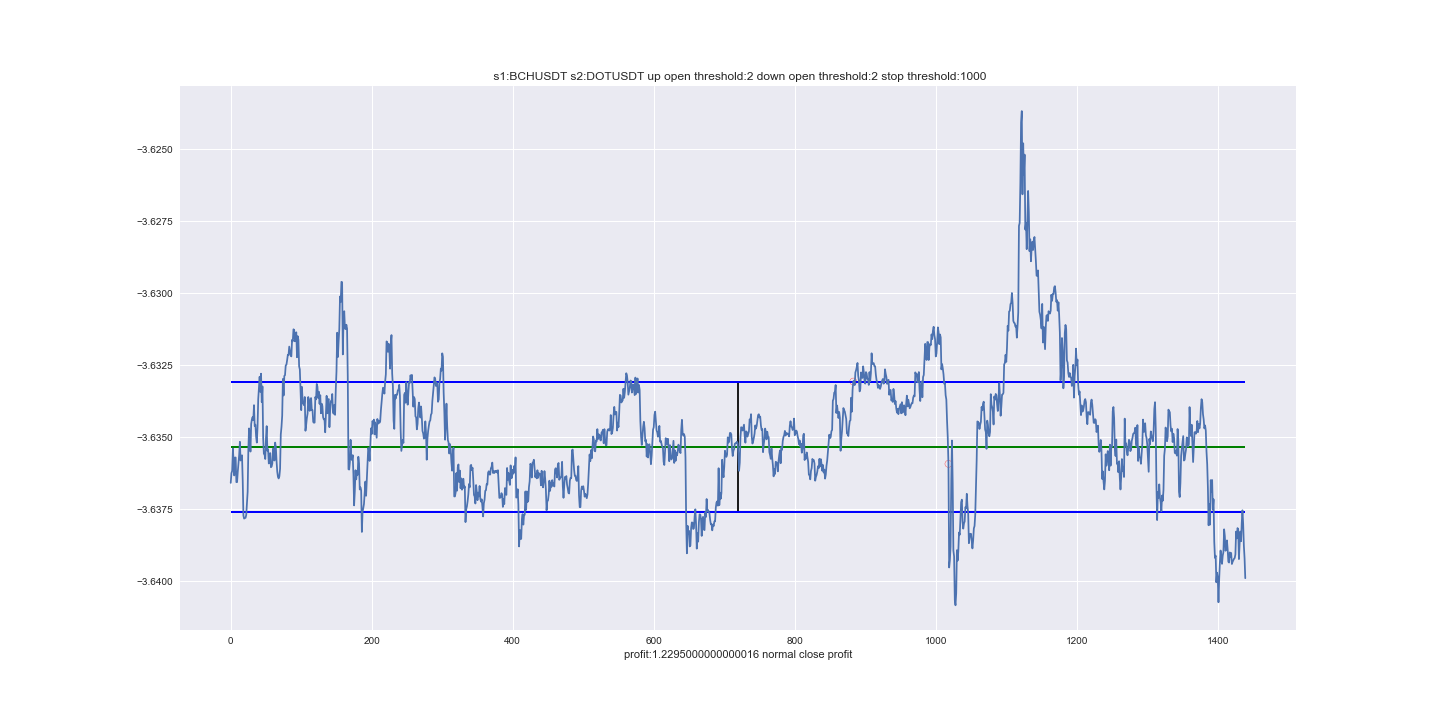 s1:BCHUSDT s2:DOTUSDT up open threshold:2 down open threshold:2 stop threshold:1000
−3.6250
−3.6275
−3.6300
−3.6325
−3.6350
−3.6375
−3.6400
0 200 400 600 800 1000 1200 1400
profit:1.2295000000000016 normal close profit